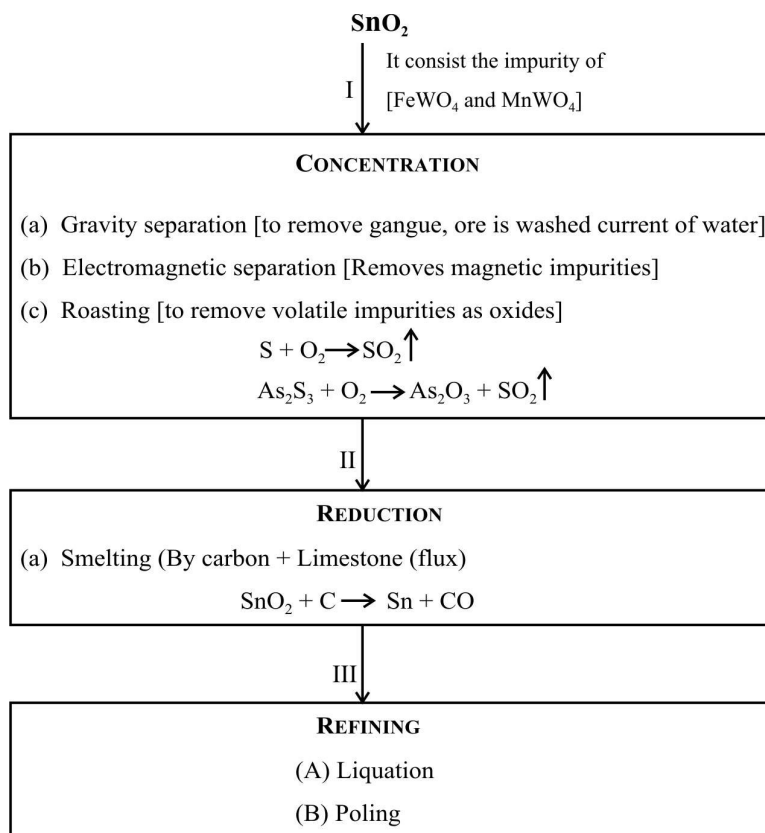 SnO₂
It consist the impurity of
I
[FeWO₄ and MnWO₄]
CONCENTRATION
(a) Gravity separation [to remove gangue, ore is washed current of water]
(b) Electromagnetic separation [Removes magnetic impurities]
(c) Roasting [to remove volatile impurities as oxides]
S + O₂ → SO₂ ↑
As₂S₃ + O₂ → As₂O₃ + SO₂ ↑
II
REDUCTION
(a) Smelting (By carbon + Limestone (flux)
SnO₂ + C → Sn + CO
III
REFINING
(A) Liquation
(B) Poling